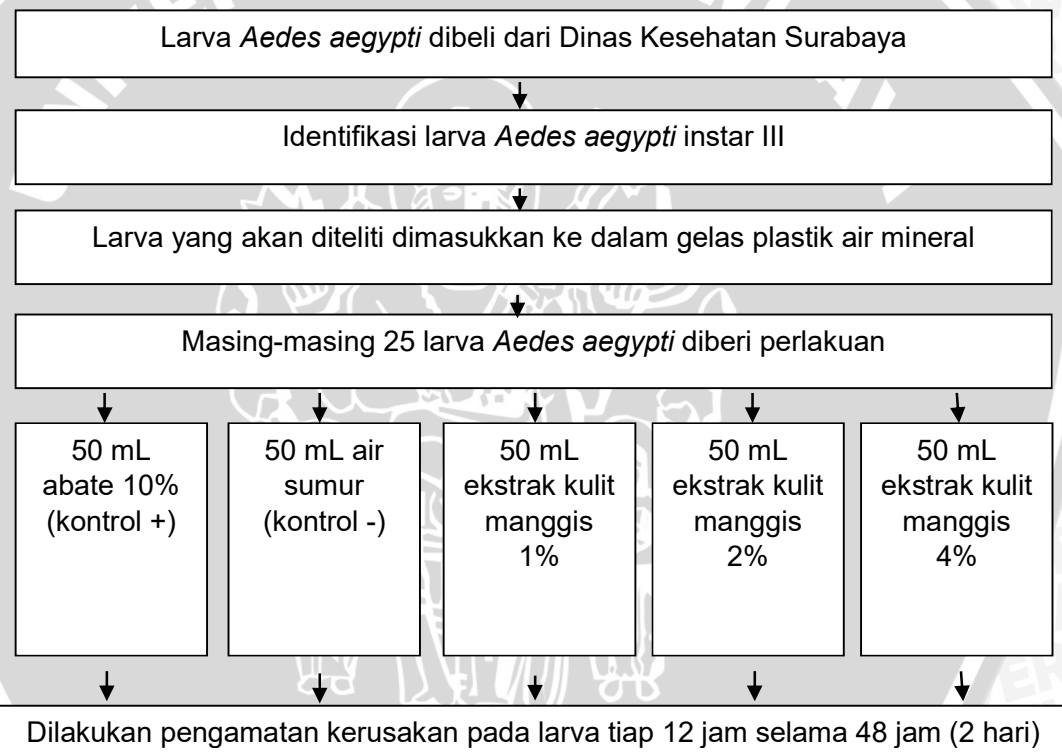 Larva Aedes aegypti dibeli dari Dinas Kesehatan Surabaya
Identifikasi larva Aedes aegypti instar III
Larva yang akan diteliti dimasukkan ke dalam gelas plastik air mineral
Masing-masing 25 larva Aedes aegypti diberi perlakuan
50 mL
abate 10%
(kontrol +)
50 mL air
sumur
(kontrol -)
50 mL
ekstrak kulit
manggis
1%
50 mL
ekstrak kulit
manggis
2%
50 mL
ekstrak kulit
manggis
4%
Dilakukan pengamatan kerusakan pada larva tiap 12 jam selama 48 jam (2 hari)